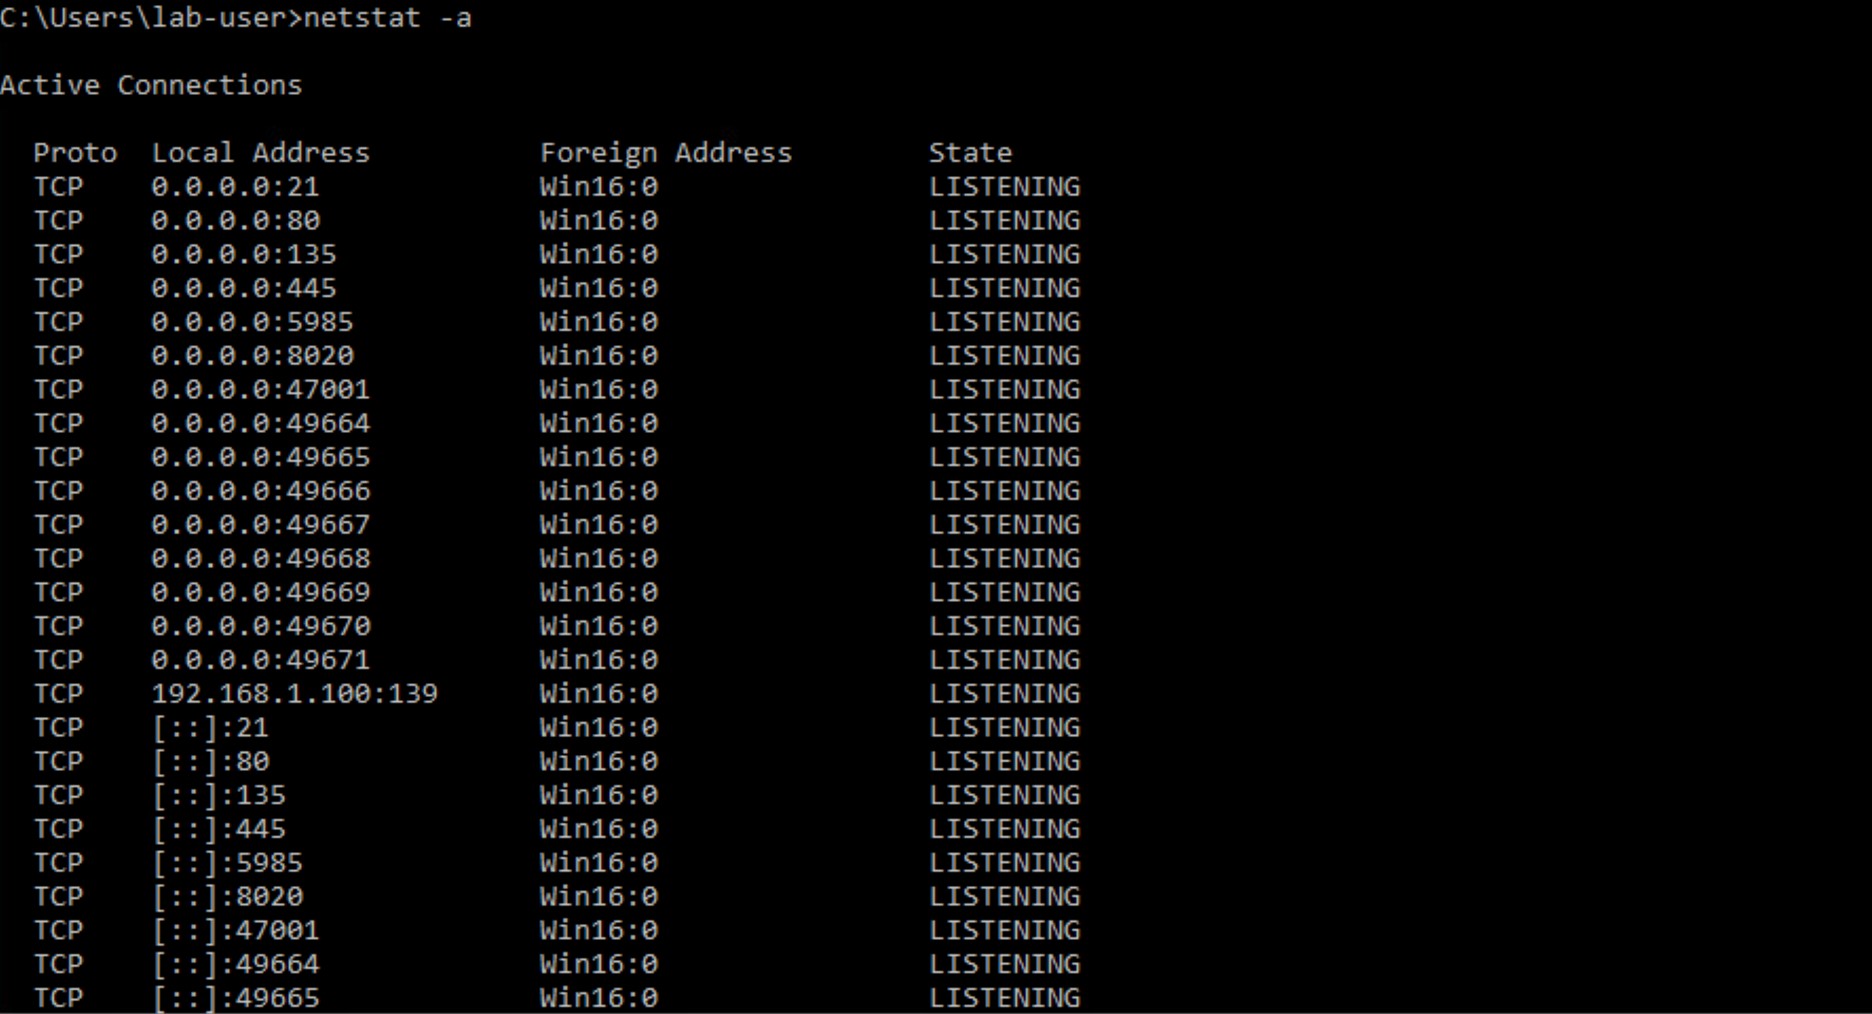 C:\Users\lab-user>netstat -a
Active Connections
Proto  Local Address          Foreign Address        State
TCP    0.0.0.0:21             Win16:0                LISTENING
TCP    0.0.0.0:80             Win16:0                LISTENING
TCP    0.0.0.0:135            Win16:0                LISTENING
TCP    0.0.0.0:445            Win16:0                LISTENING
TCP    0.0.0.0:5985           Win16:0                LISTENING
TCP    0.0.0.0:8020           Win16:0                LISTENING
TCP    0.0.0.0:47001          Win16:0                LISTENING
TCP    0.0.0.0:49664          Win16:0                LISTENING
TCP    0.0.0.0:49665          Win16:0                LISTENING
TCP    0.0.0.0:49666          Win16:0                LISTENING
TCP    0.0.0.0:49667          Win16:0                LISTENING
TCP    0.0.0.0:49668          Win16:0                LISTENING
TCP    0.0.0.0:49669          Win16:0                LISTENING
TCP    0.0.0.0:49670          Win16:0                LISTENING
TCP    0.0.0.0:49671          Win16:0                LISTENING
TCP    192.168.1.100:139      Win16:0                LISTENING
TCP    [::]:21                Win16:0                LISTENING
TCP    [::]:80                Win16:0                LISTENING
TCP    [::]:135               Win16:0                LISTENING
TCP    [::]:445               Win16:0                LISTENING
TCP    [::]:5985              Win16:0                LISTENING
TCP    [::]:8020              Win16:0                LISTENING
TCP    [::]:47001             Win16:0                LISTENING
TCP    [::]:49664             Win16:0                LISTENING
TCP    [::]:49665             Win16:0                LISTENING